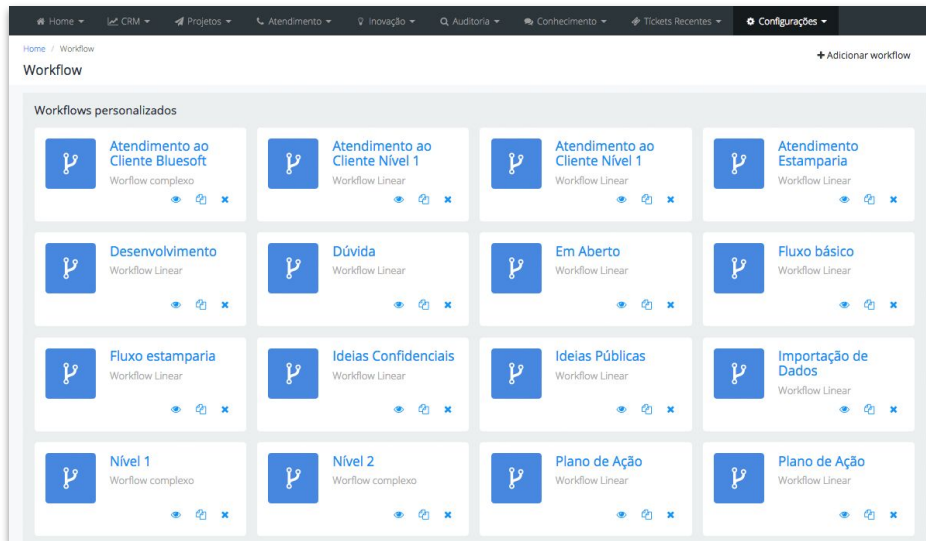 Home CRM Projetos Atendimento Inovação Auditoria Conhecimento Tickets Recentes Configurações
Home / Workflow
+ Adicionar workflow
Workflow
Workflows personalizados
Atendimento ao
Cliente Bluesoft
Worflow complexo
Atendimento ao
Cliente Nível 1
Workflow Linear
Atendimento ao
Cliente Nível 1
Workflow Linear
Atendimento
Estamparia
Workflow Linear
Desenvolvimento
Workflow Linear
Dúvida
Workflow Linear
Em Aberto
Workflow Linear
Fluxo básico
Workflow Linear
Fluxo estamparia
Workflow Linear
Ideias Confidenciais
Workflow Linear
Ideias Públicas
Workflow Linear
Importação de
Dados
Workflow Linear
Nível 1
Worflow complexo
Nível 2
Worflow complexo
Plano de Ação
Workflow Linear
Plano de Ação
Workflow Linear